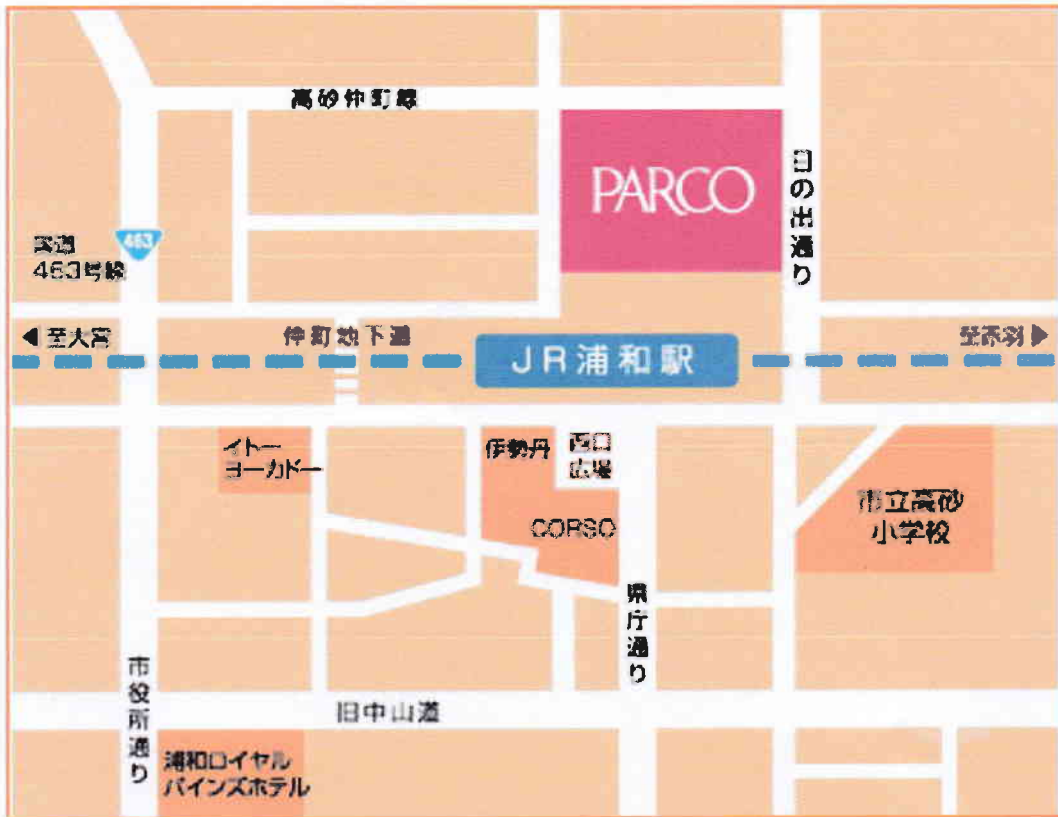 高砂仲町線
PARCO
日の出通り
国道
463号線
463
◀至大宮
仲町地下道
JR浦和駅
至赤羽▶
イトー
ヨーカドー
伊勢丹
西口
広場
CORSO
市立高砂
小学校
県庁通り
市役所通り
旧中山道
浦和ロイヤル
パインズホテル